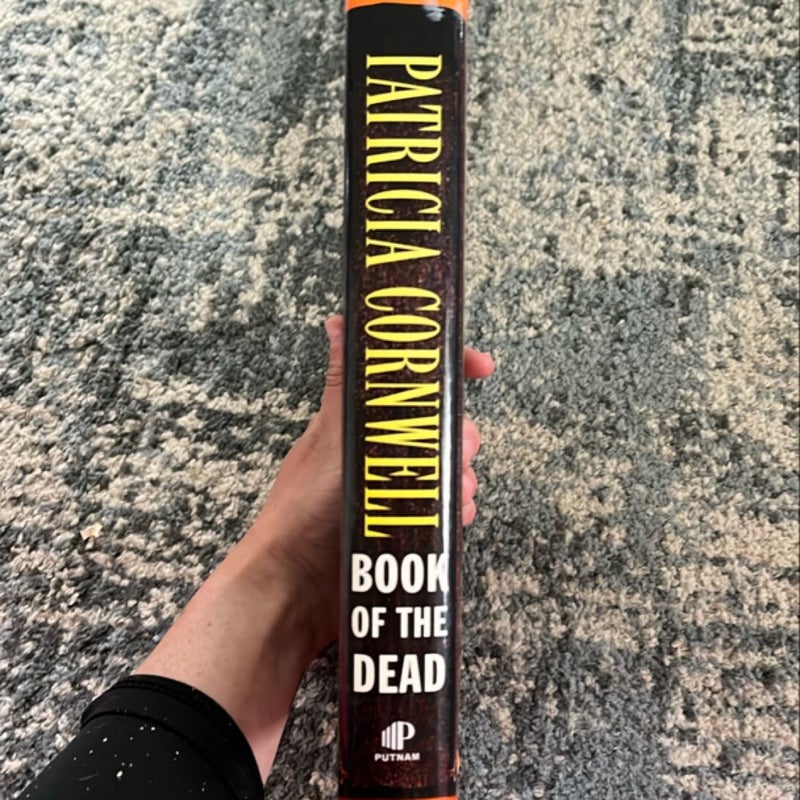 PATRICIA CORNWELL
BOOK
OF THE
DEAD
PUTNAM